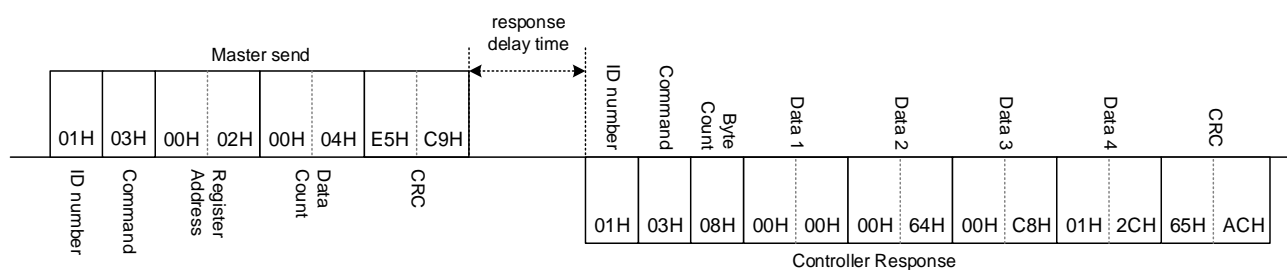 response
delay time
Master send
01H 03H 00H 02H 00H 04H E5H C9H
ID number
Command
Register
Address
Data
Count
CRC
ID number
Command
Byte
Count
Data 1
Data 2
Data 3
Data 4
CRC
01H 03H 08H 00H 00H 00H 64H 00H C8H 01H 2CH 65H ACH
Controller Response